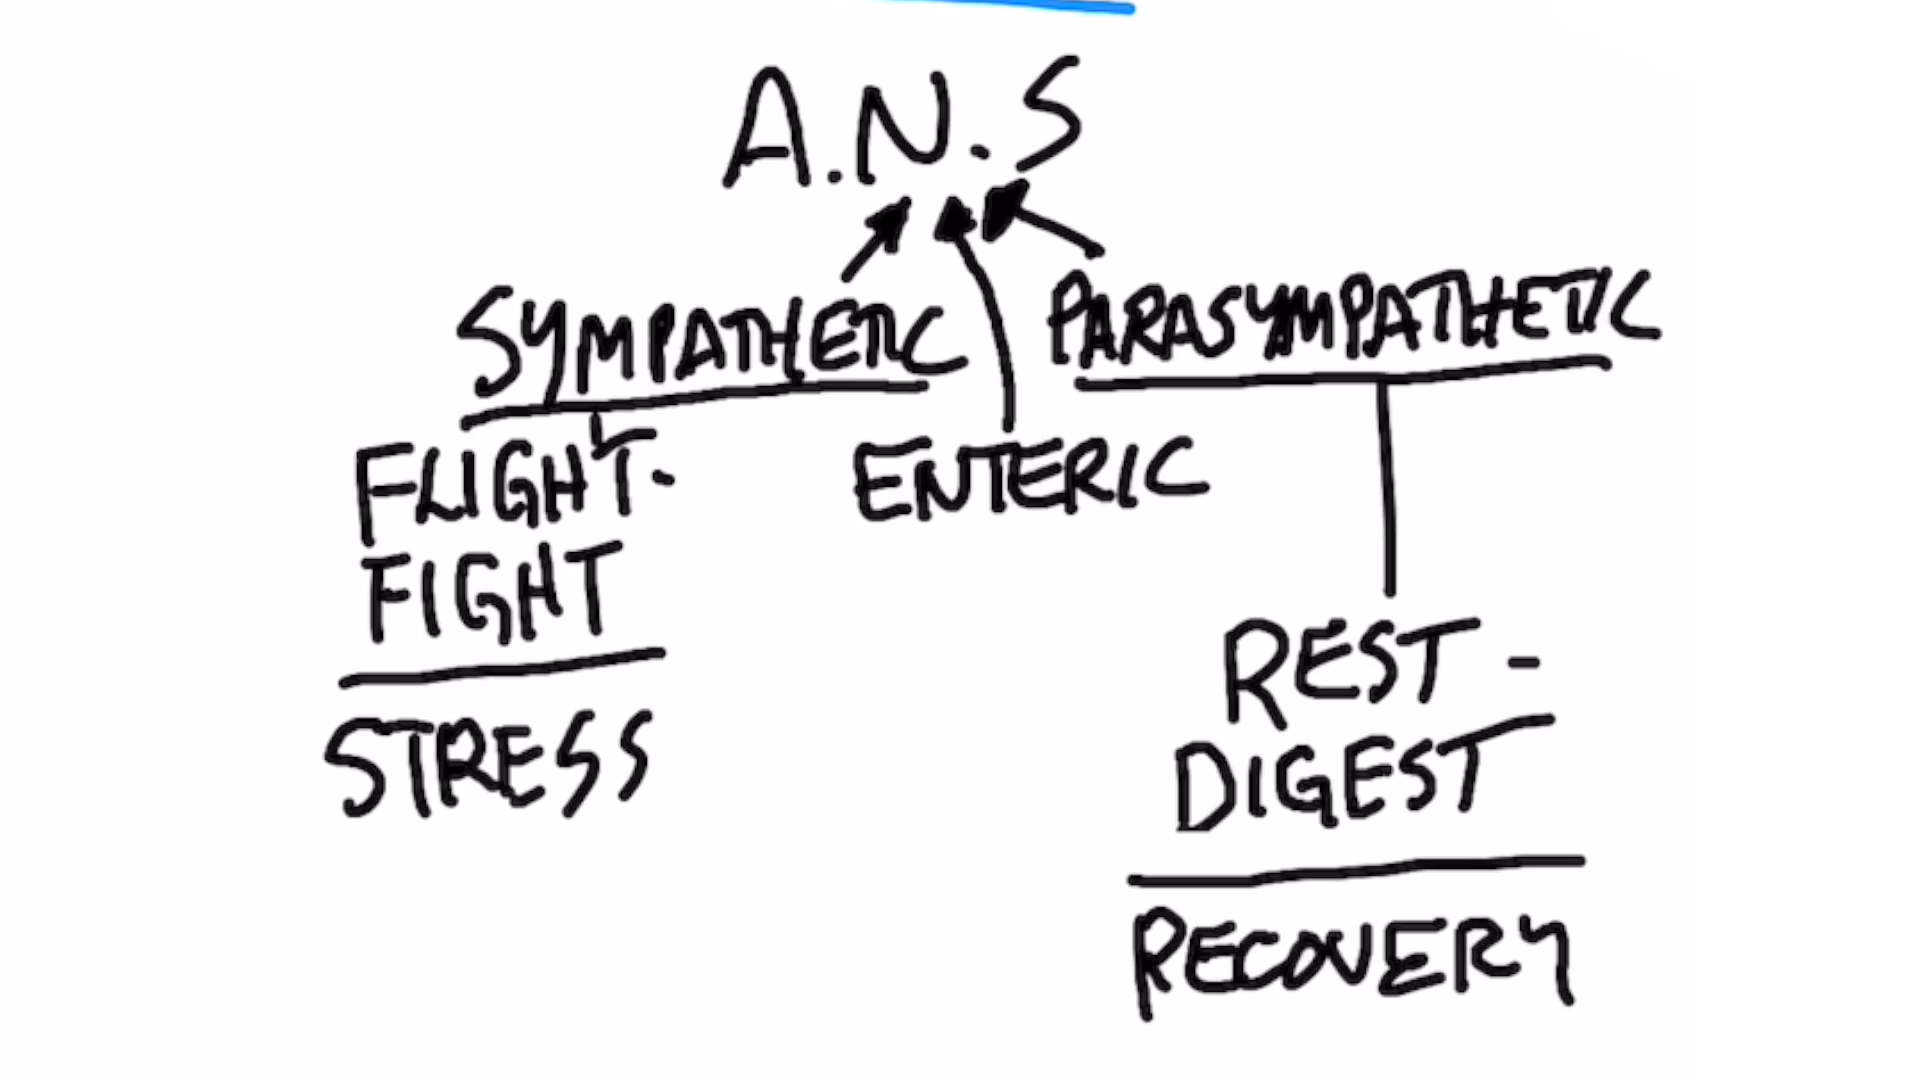 A.N.S
SYMPATHETIC
PARASYMPATHETIC
FLIGHT-
FIGHT
ENTERIC
STRESS
REST -
DIGEST
RECOVERY